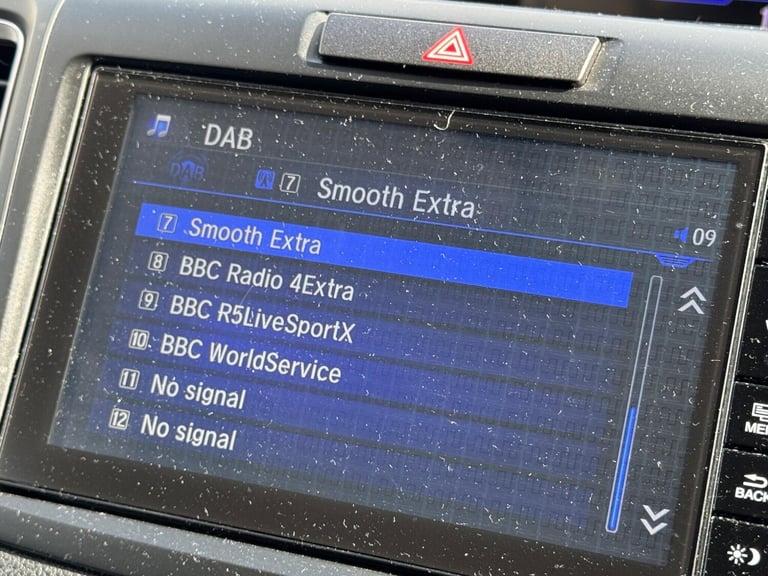 DAB
DAB
7 Smooth Extra
09
7 Smooth Extra
8 BBC Radio 4Extra
9 BBC R5LiveSportX
10 BBC WorldService
11 No signal
12 No signal
BACK